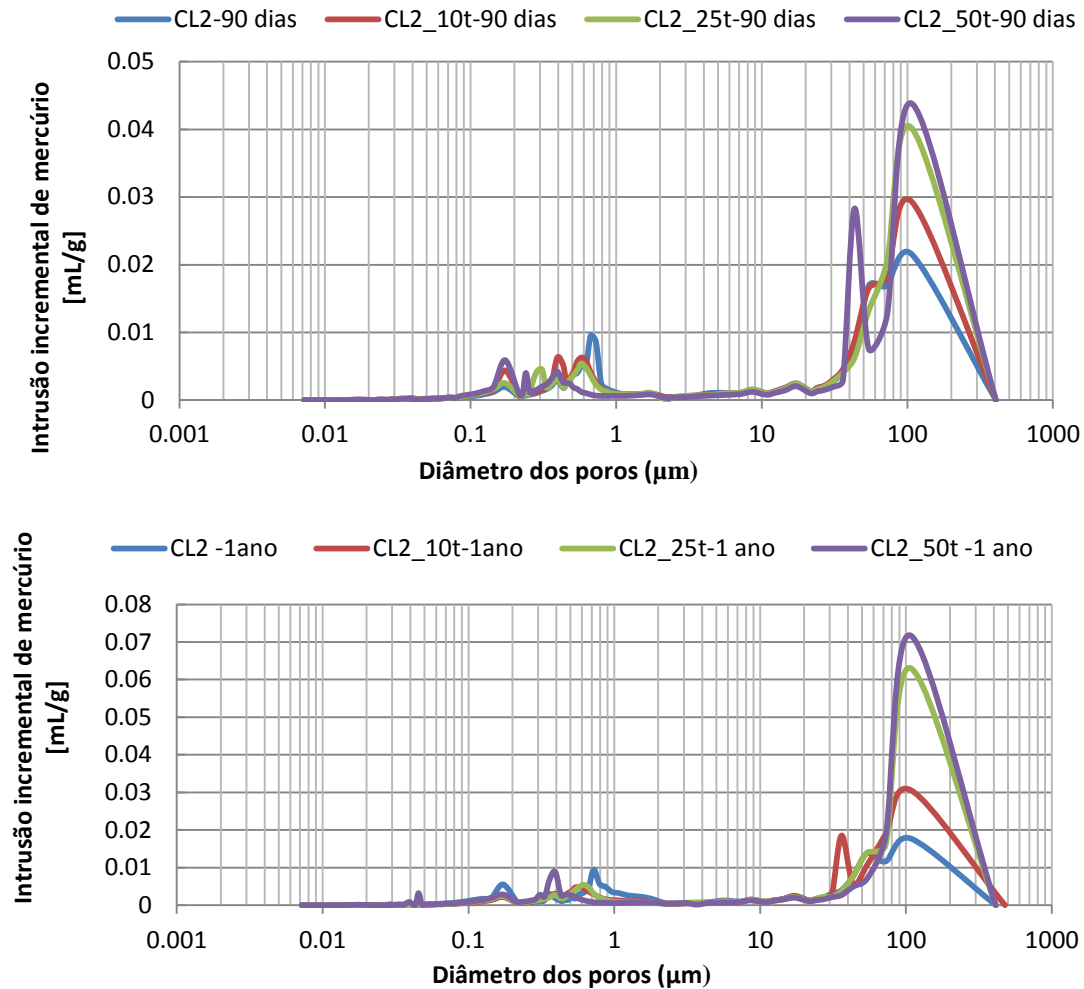 CL2-90 dias CL2_10t-90 dias CL2_25t-90 dias CL2_50t-90 dias
Intrusão incremental de mercúrio
[mL/g]
0.05
0.04
0.03
0.02
0.01
0
0.001 0.01 0.1 1 10 100 1000
Diâmetro dos poros (µm)
CL2 -1ano CL2_10t-1ano CL2_25t-1 ano CL2_50t -1 ano
Intrusão incremental de mercúrio
[mL/g]
0.08
0.07
0.06
0.05
0.04
0.03
0.02
0.01
0
0.001 0.01 0.1 1 10 100 1000
Diâmetro dos poros (µm)